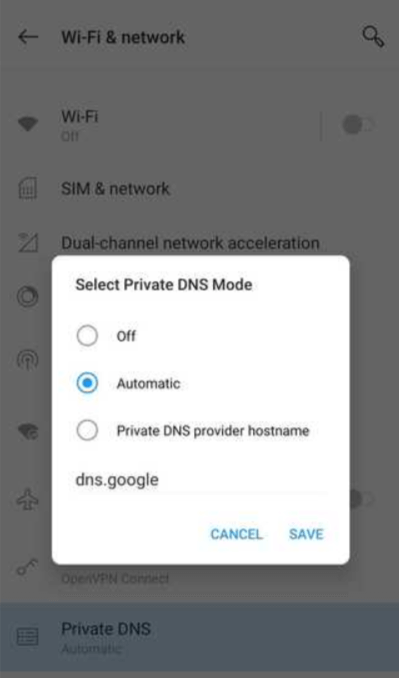 Wi-Fi & network
Wi-Fi
Off
SIM & network
Dual-channel network acceleration
Select Private DNS Mode
Off
Automatic
Private DNS provider hostname
dns.google
CANCEL SAVE
OpenVPN Connect
Private DNS
Automatic